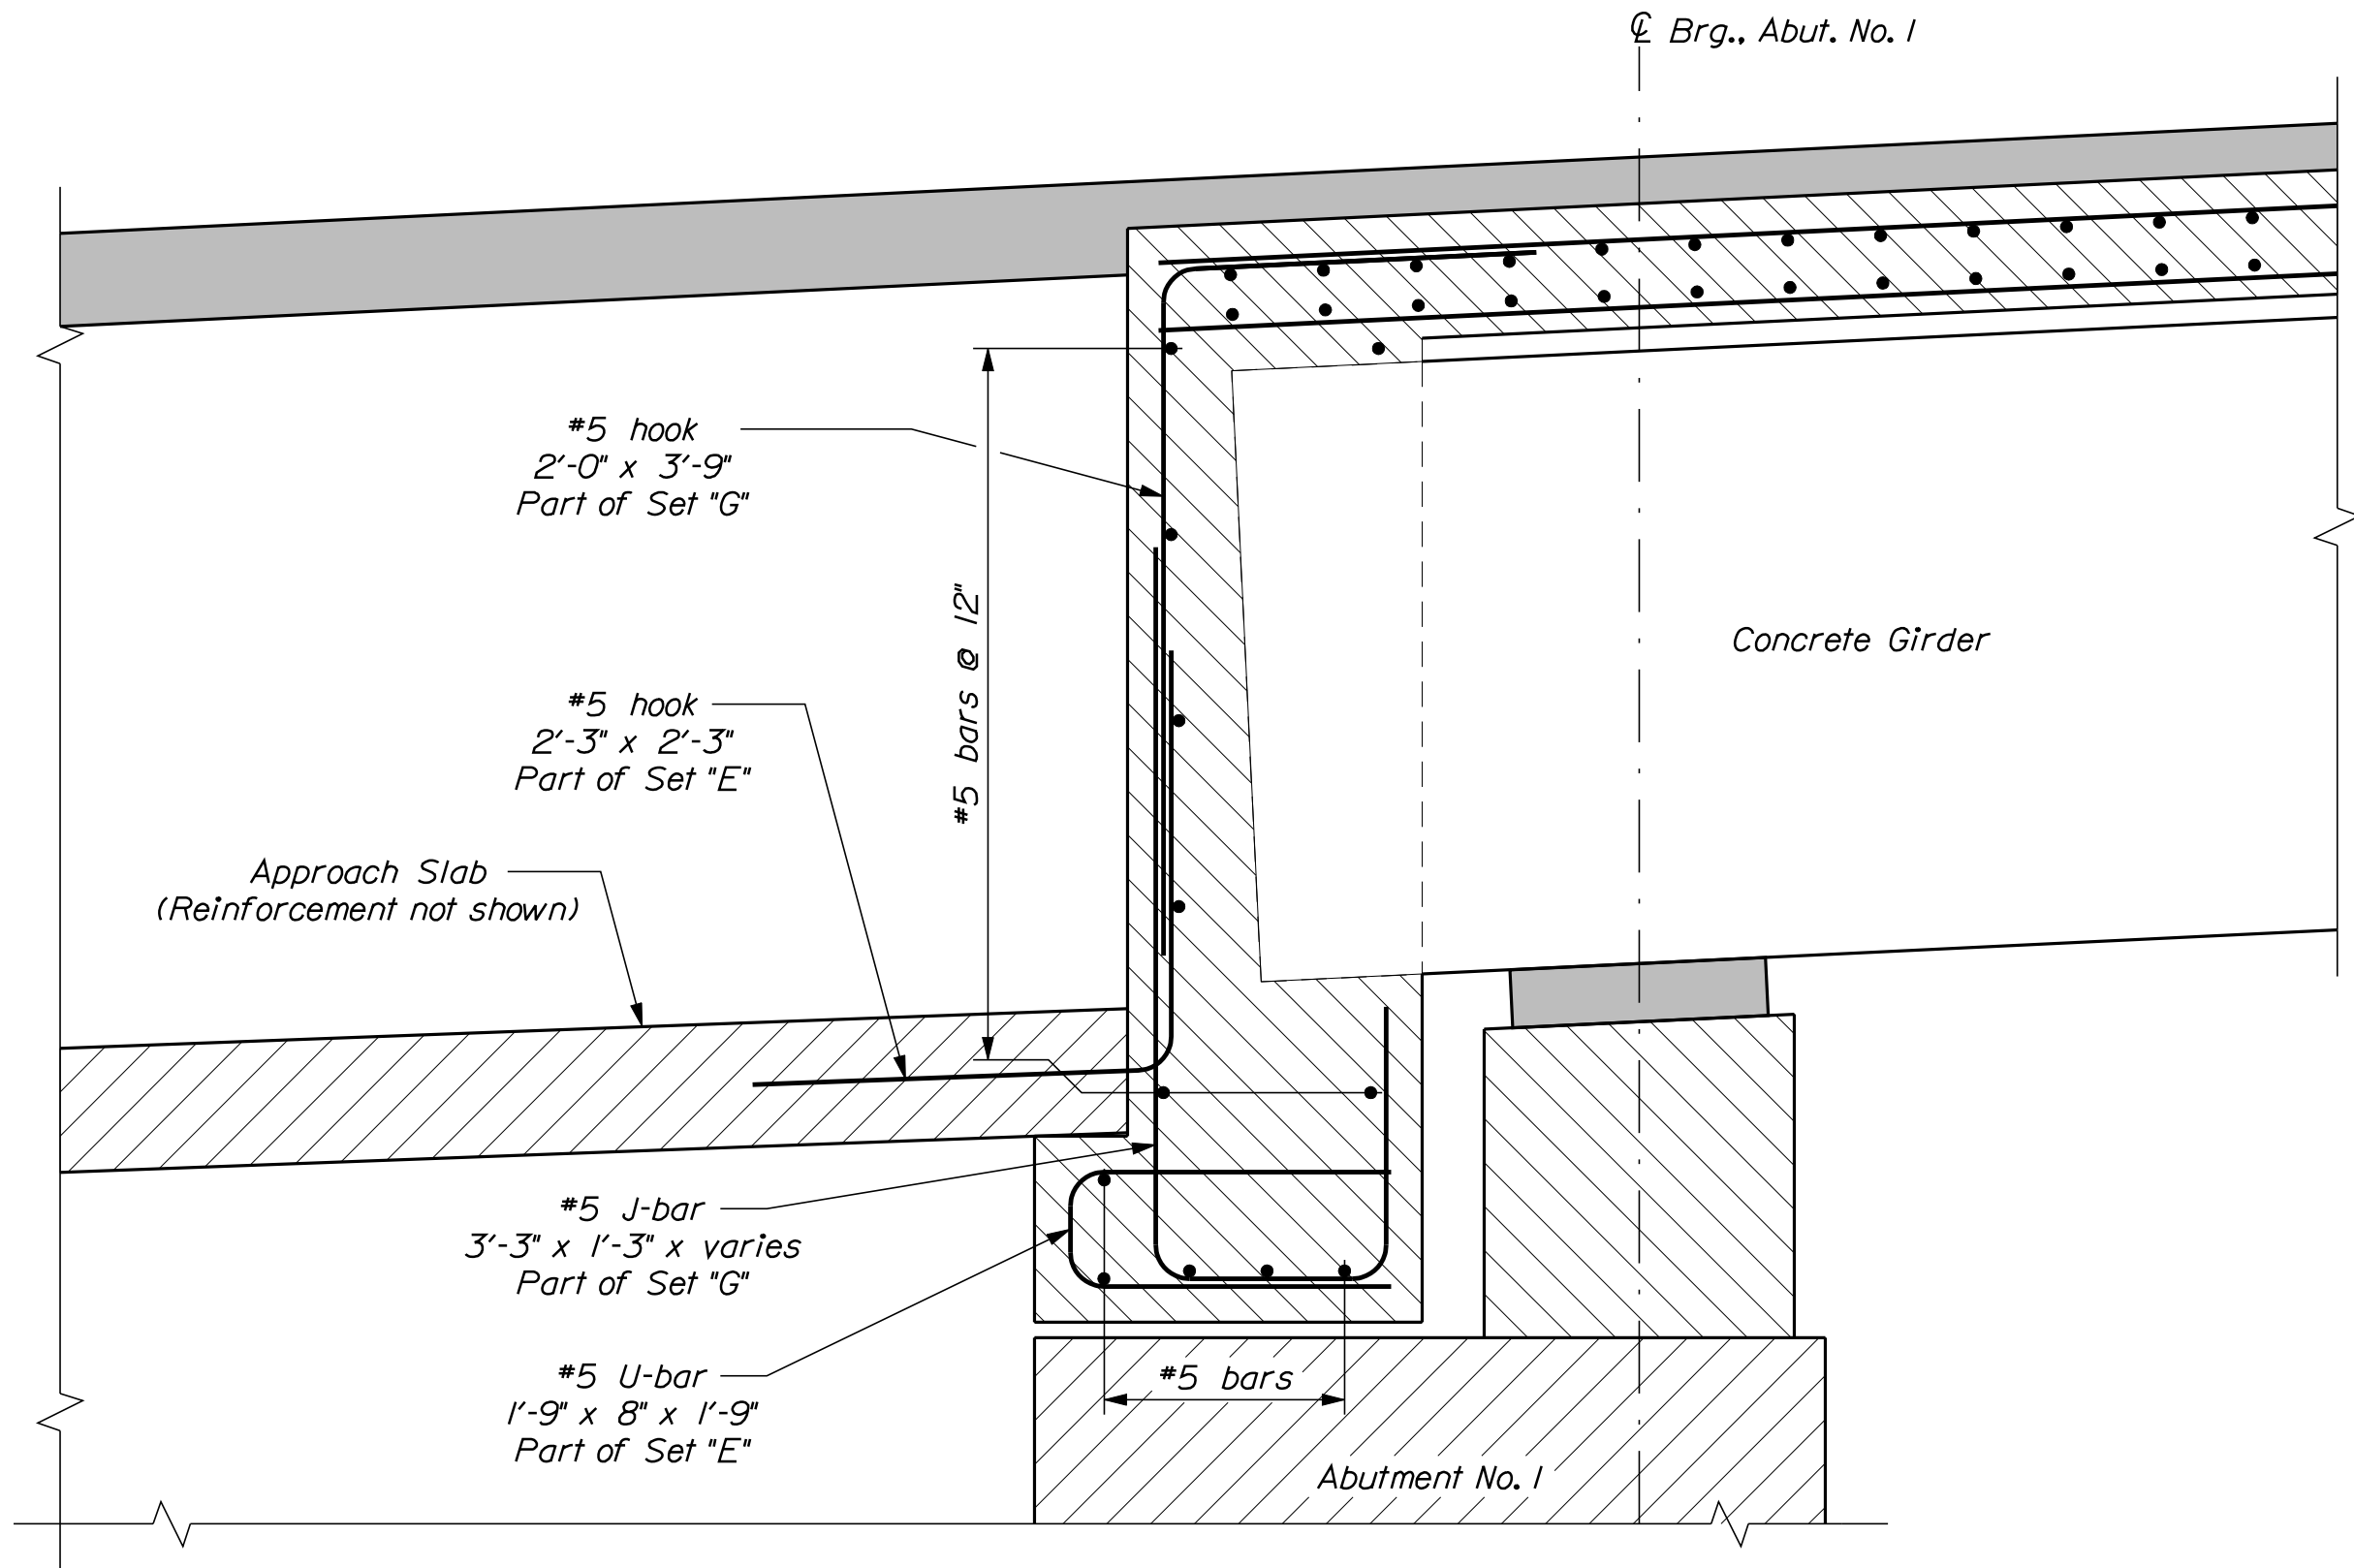 ℄ Brg., Abut. No. 1
#5 hook
2'-0" x 3'-9"
Part of Set "G"
#5 bars @ 12"
Concrete Girder
#5 hook
2'-3" x 2'-3"
Part of Set "E"
Approach Slab
(Reinforcement not shown)
#5 J-bar
3'-3" x 1'-3" x varies
Part of Set "G"
#5 U-bar
1'-9" x 8" x 1'-9"
Part of Set "E"
#5 bars
Abutment No. 1